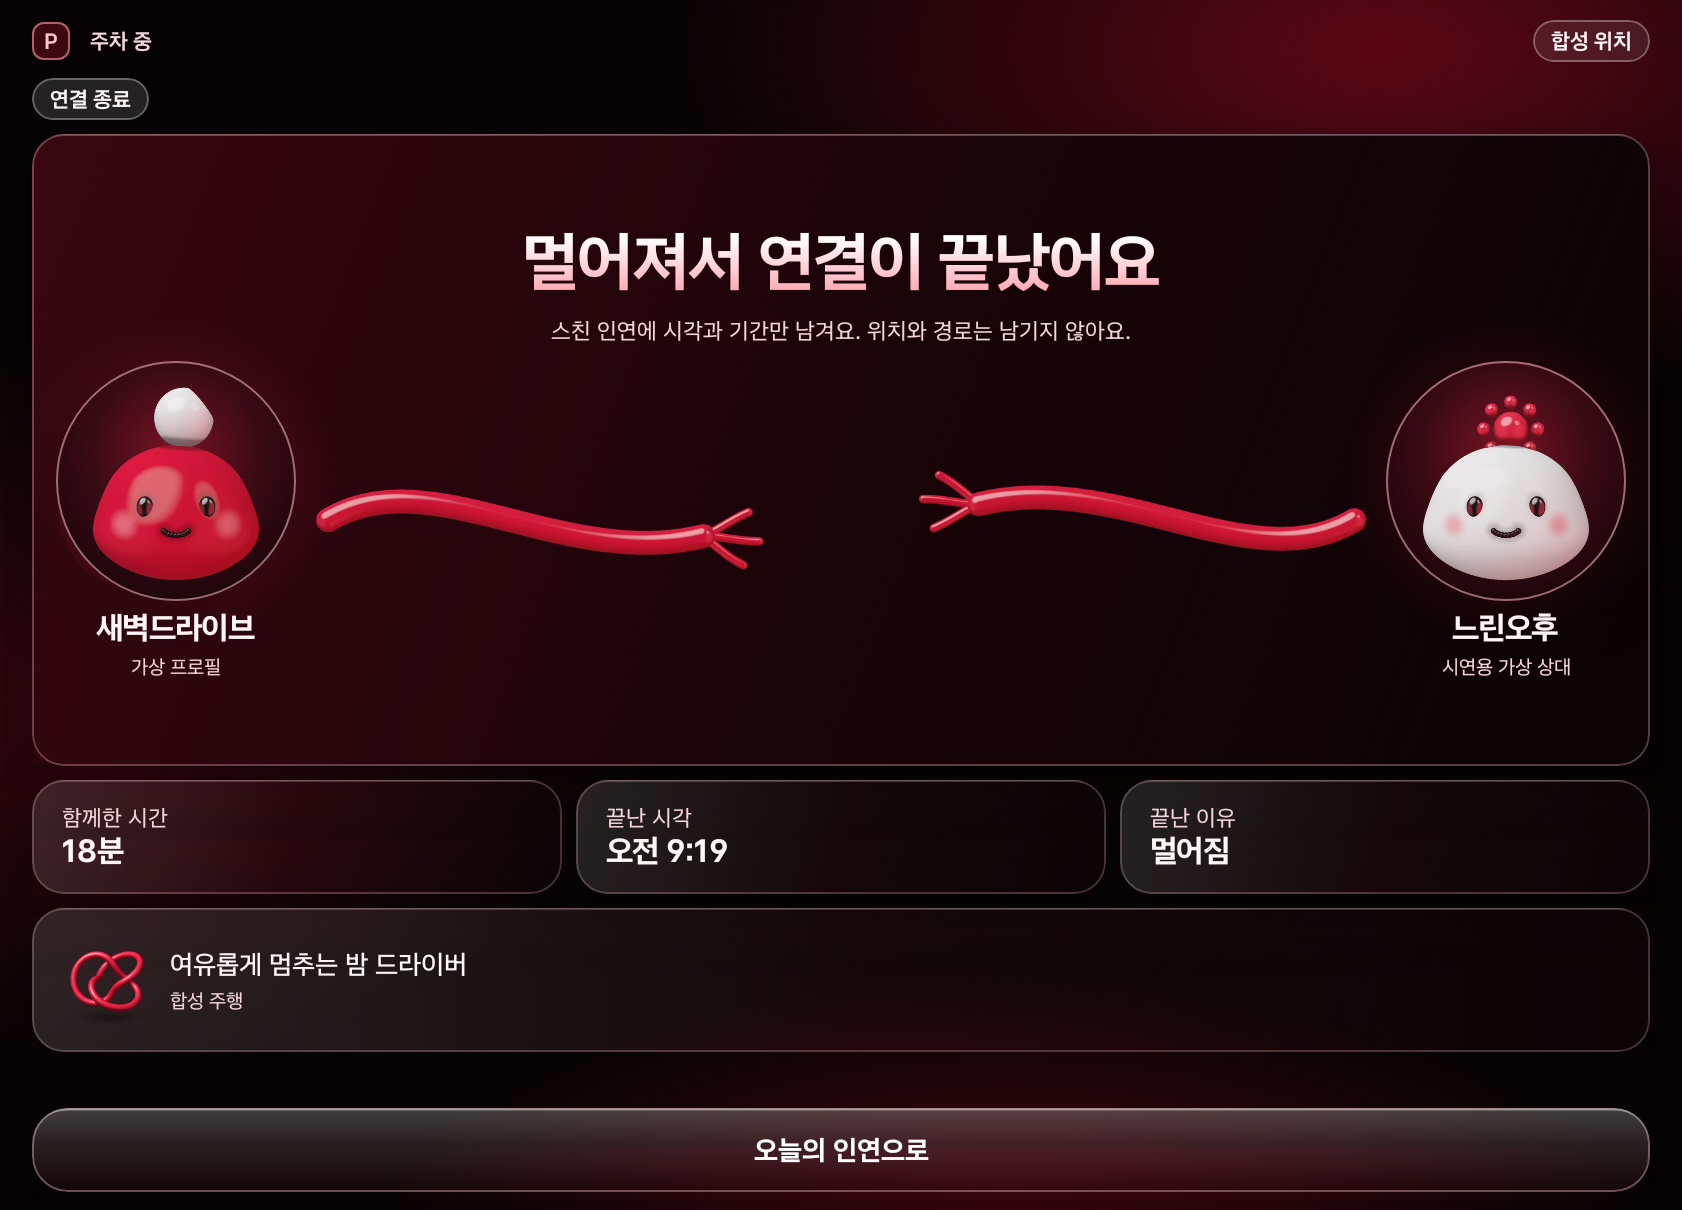 P 주차 중
합성 위치
연결 종료
멀어져서 연결이 끝났어요
스친 인연에 시각과 기간만 남겨요. 위치와 경로는 남기지 않아요.
새벽드라이브
가상 프로필
느린오후
시연용 가상 상대
함께한 시간
18분
끝난 시각
오전 9:19
끝난 이유
멀어짐
여유롭게 멈추는 밤 드라이버
합성 주행
오늘의 인연으로